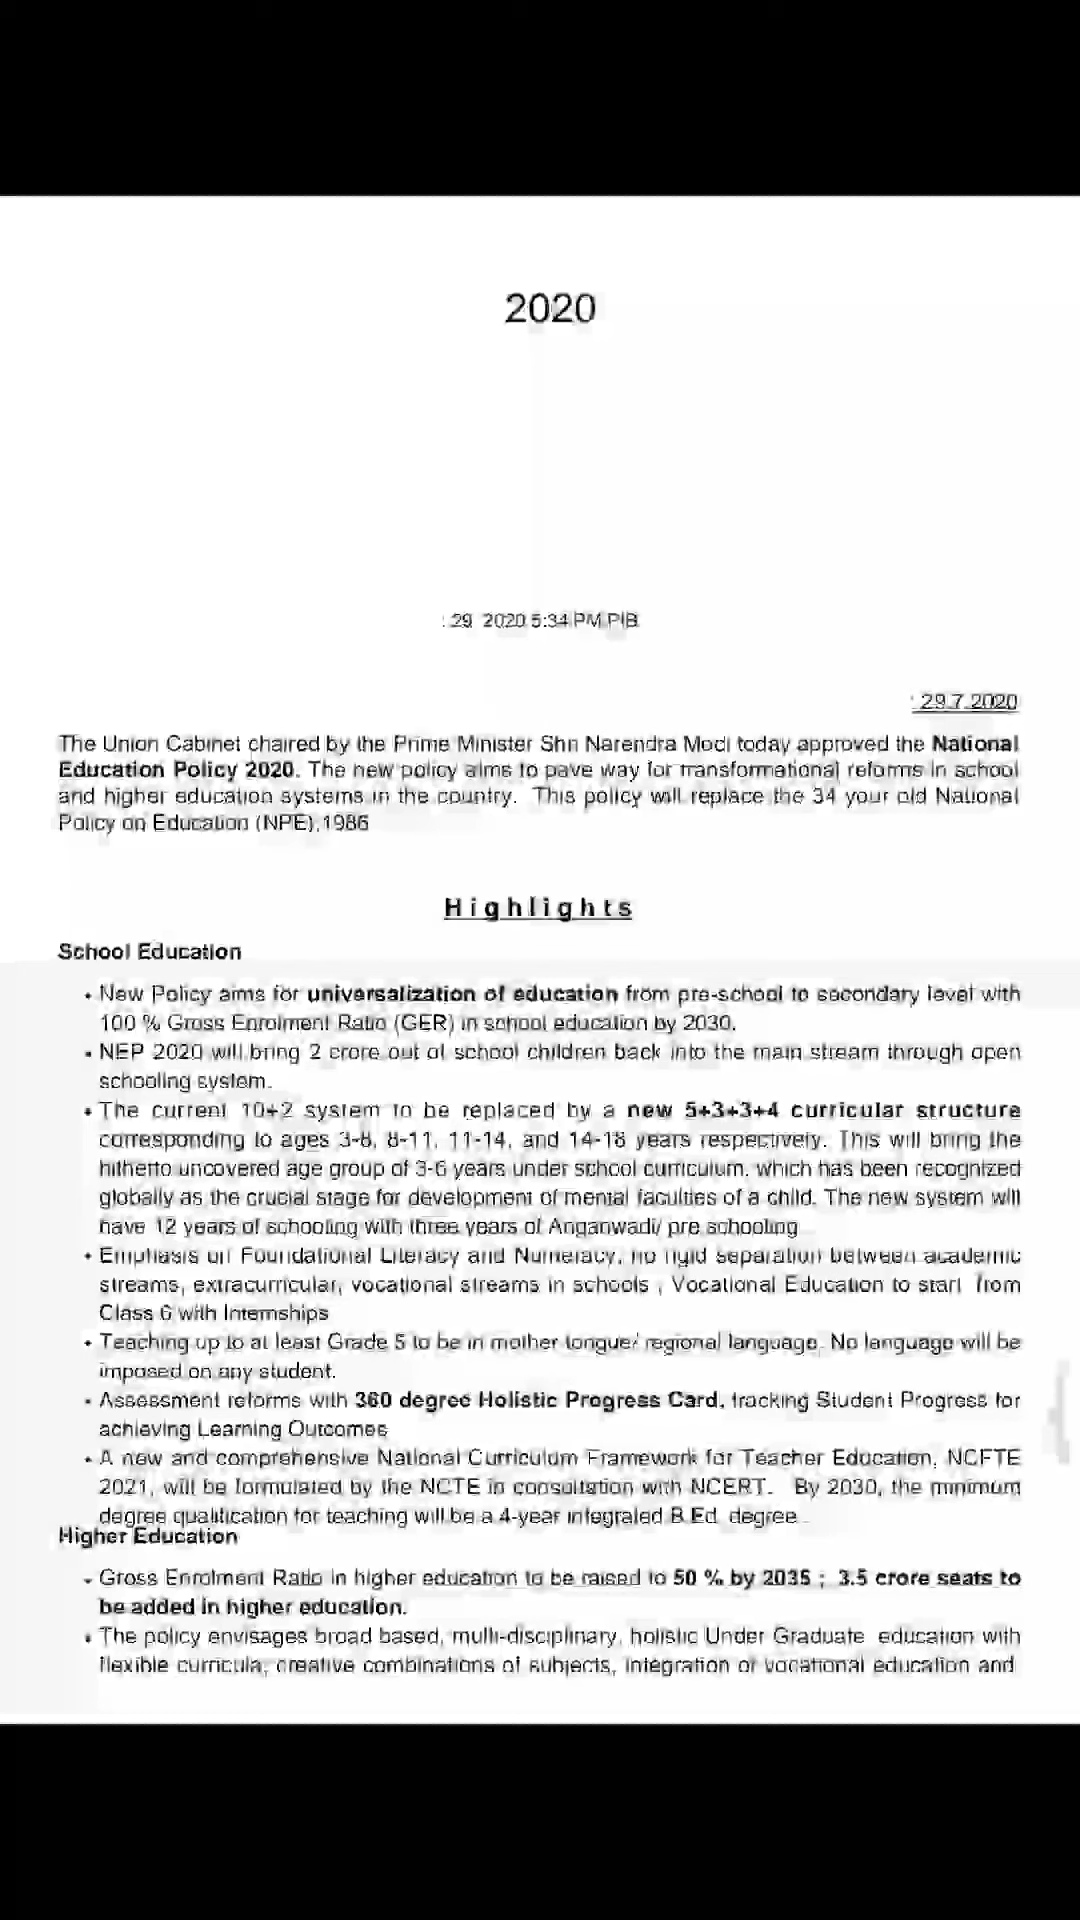 2020
: 29 2020 5:34 PM PIB
: 29.7.2020
The Union Cabinet chaired by the Prime Minister Shri Narendra Modi today approved the National
Education Policy 2020. The new policy aims to pave way for transformational reforms in school
and higher education systems in the country. This policy will replace the 34 year old National
Policy on Education (NPE),1986
Highlights
School Education
• New Policy aims for universalization of education from pre-school to secondary level with
100 % Gross Enrolment Ratio (GER) in school education by 2030.
• NEP 2020 will bring 2 crore out of school children back into the main stream through open
schooling system.
• The current 10+2 system to be replaced by a new 5+3+3+4 curricular structure
corresponding to ages 3-8, 8-11, 11-14, and 14-18 years respectively. This will bring the
hitherto uncovered age group of 3-6 years under school curriculum, which has been recognized
globally as the crucial stage for development of mental faculties of a child. The new system will
have 12 years of schooling with three years of Anganwadi/ pre schooling.
• Emphasis on Foundational Literacy and Numeracy, no rigid separation between academic
streams, extracurricular, vocational streams in schools ; Vocational Education to start from
Class 6 with Internships
• Teaching up to at least Grade 5 to be in mother tongue/ regional language. No language will be
imposed on any student.
• Assessment reforms with 360 degree Holistic Progress Card, tracking Student Progress for
achieving Learning Outcomes
• A new and comprehensive National Curriculum Framework for Teacher Education, NCFTE
2021, will be formulated by the NCTE in consultation with NCERT. By 2030, the minimum
degree qualification for teaching will be a 4-year integrated B.Ed. degree .
Higher Education
• Gross Enrolment Ratio in higher education to be raised to 50 % by 2035 ; 3.5 crore seats to
be added in higher education.
• The policy envisages broad based, multi-disciplinary, holistic Under Graduate education with
flexible curricula, creative combinations of subjects, integration of vocational education and